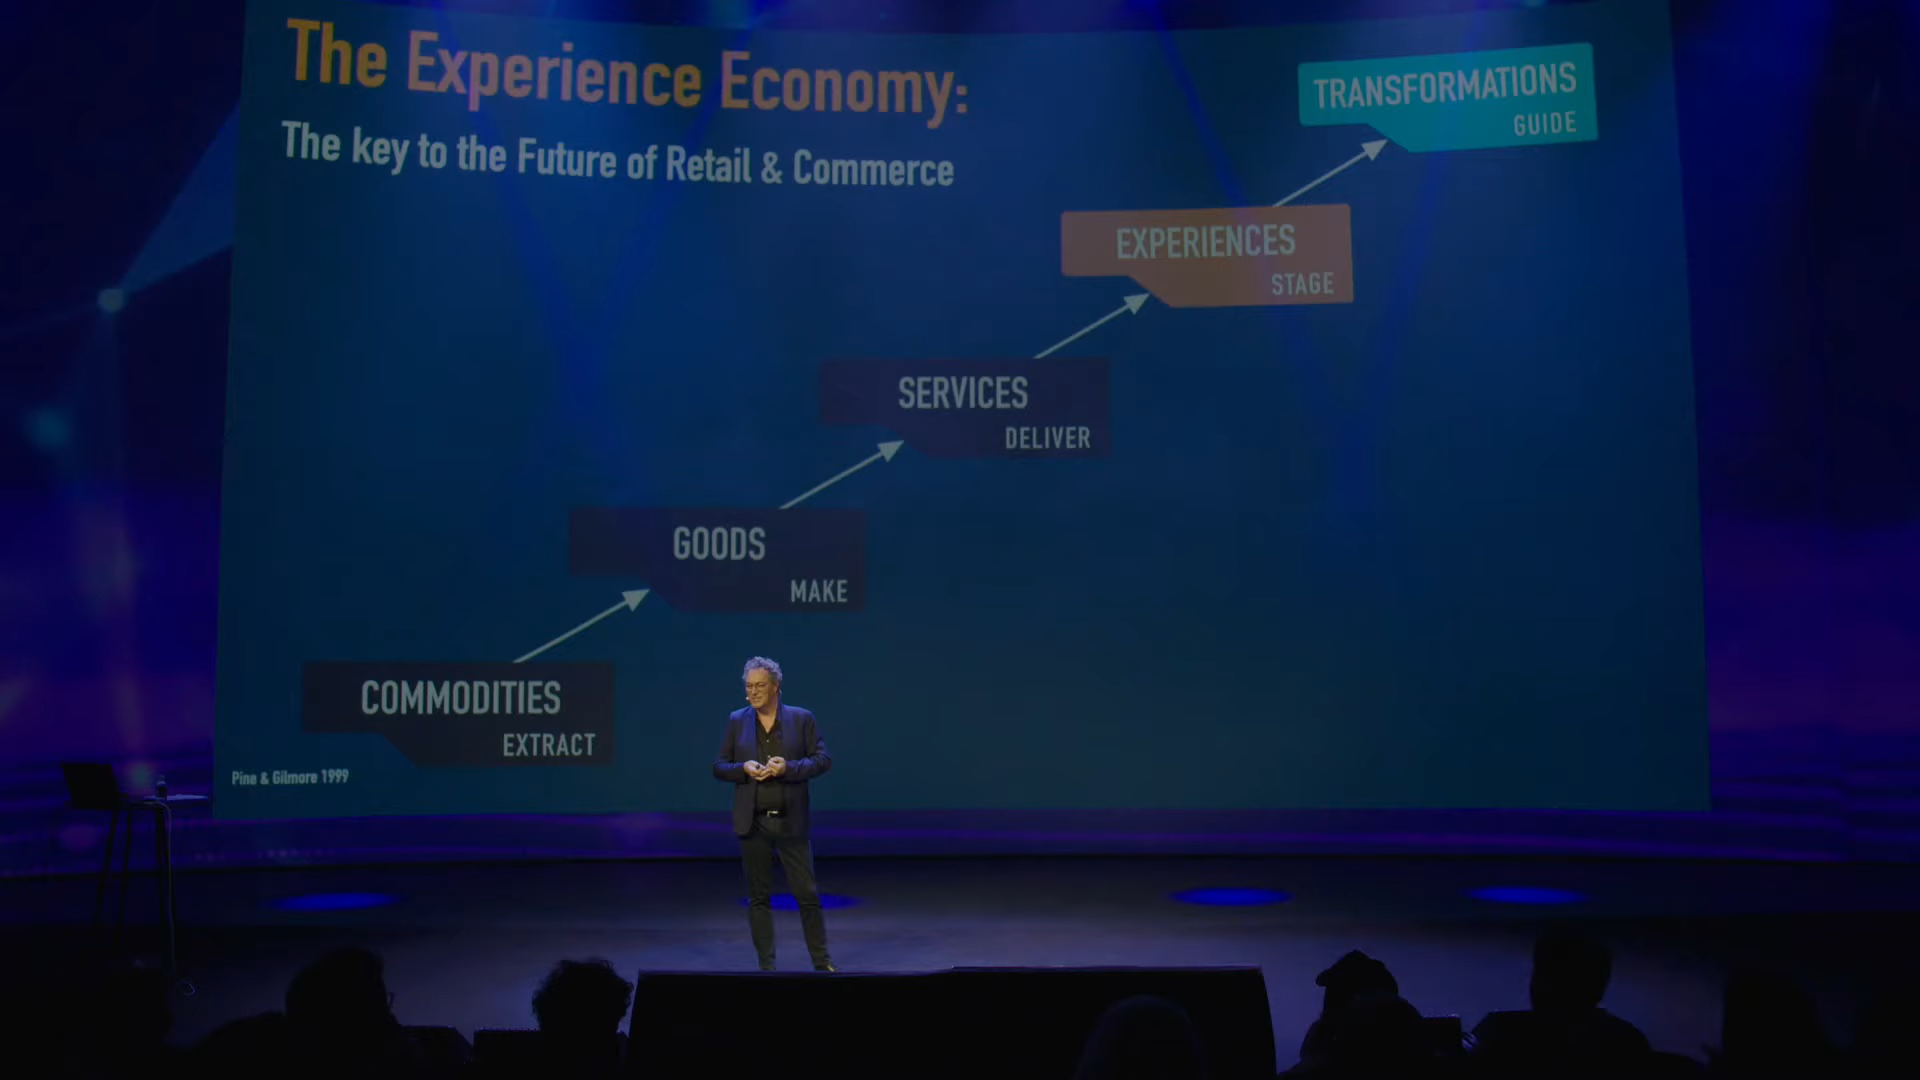 The Experience Economy:
The key to the Future of Retail & Commerce
TRANSFORMATIONS
GUIDE
EXPERIENCES
STAGE
SERVICES
DELIVER
GOODS
MAKE
COMMODITIES
EXTRACT
Pine & Gilmore 1999